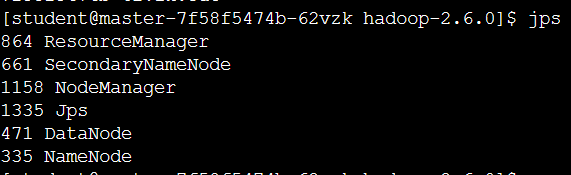 [student@master-7f58f5474b-62vzk hadoop-2.6.0]$ jps
864 ResourceManager
661 SecondaryNameNode
1158 NodeManager
1335 Jps
471 DataNode
335 NameNode